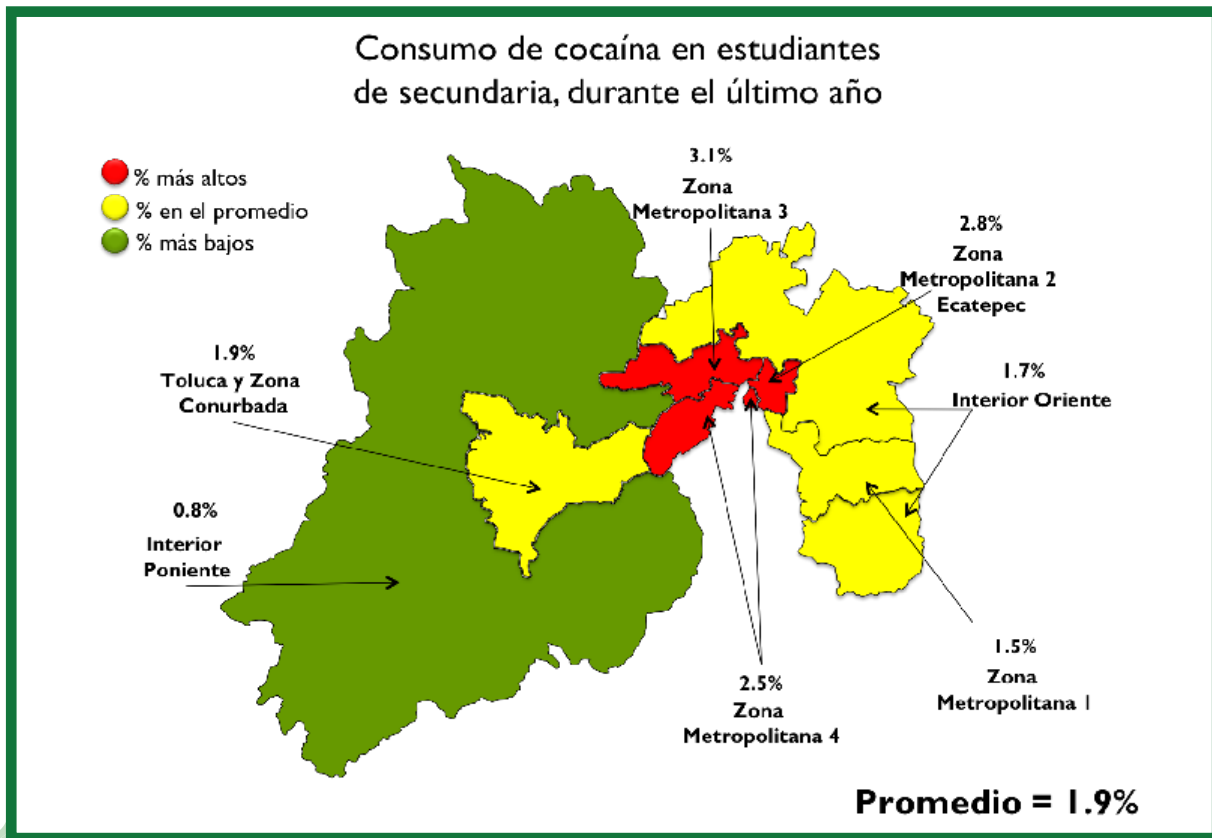 Consumo de cocaína en estudiantes
de secundaria, durante el último año
% más altos
% en el promedio
% más bajos
3.1%
Zona
Metropolitana 3
2.8%
Zona
Metropolitana 2
Ecatepec
1.9%
Toluca y Zona
Conurbada
1.7%
Interior Oriente
0.8%
Interior
Poniente
1.5%
Zona
Metropolitana 1
2.5%
Zona
Metropolitana 4
Promedio = 1.9%